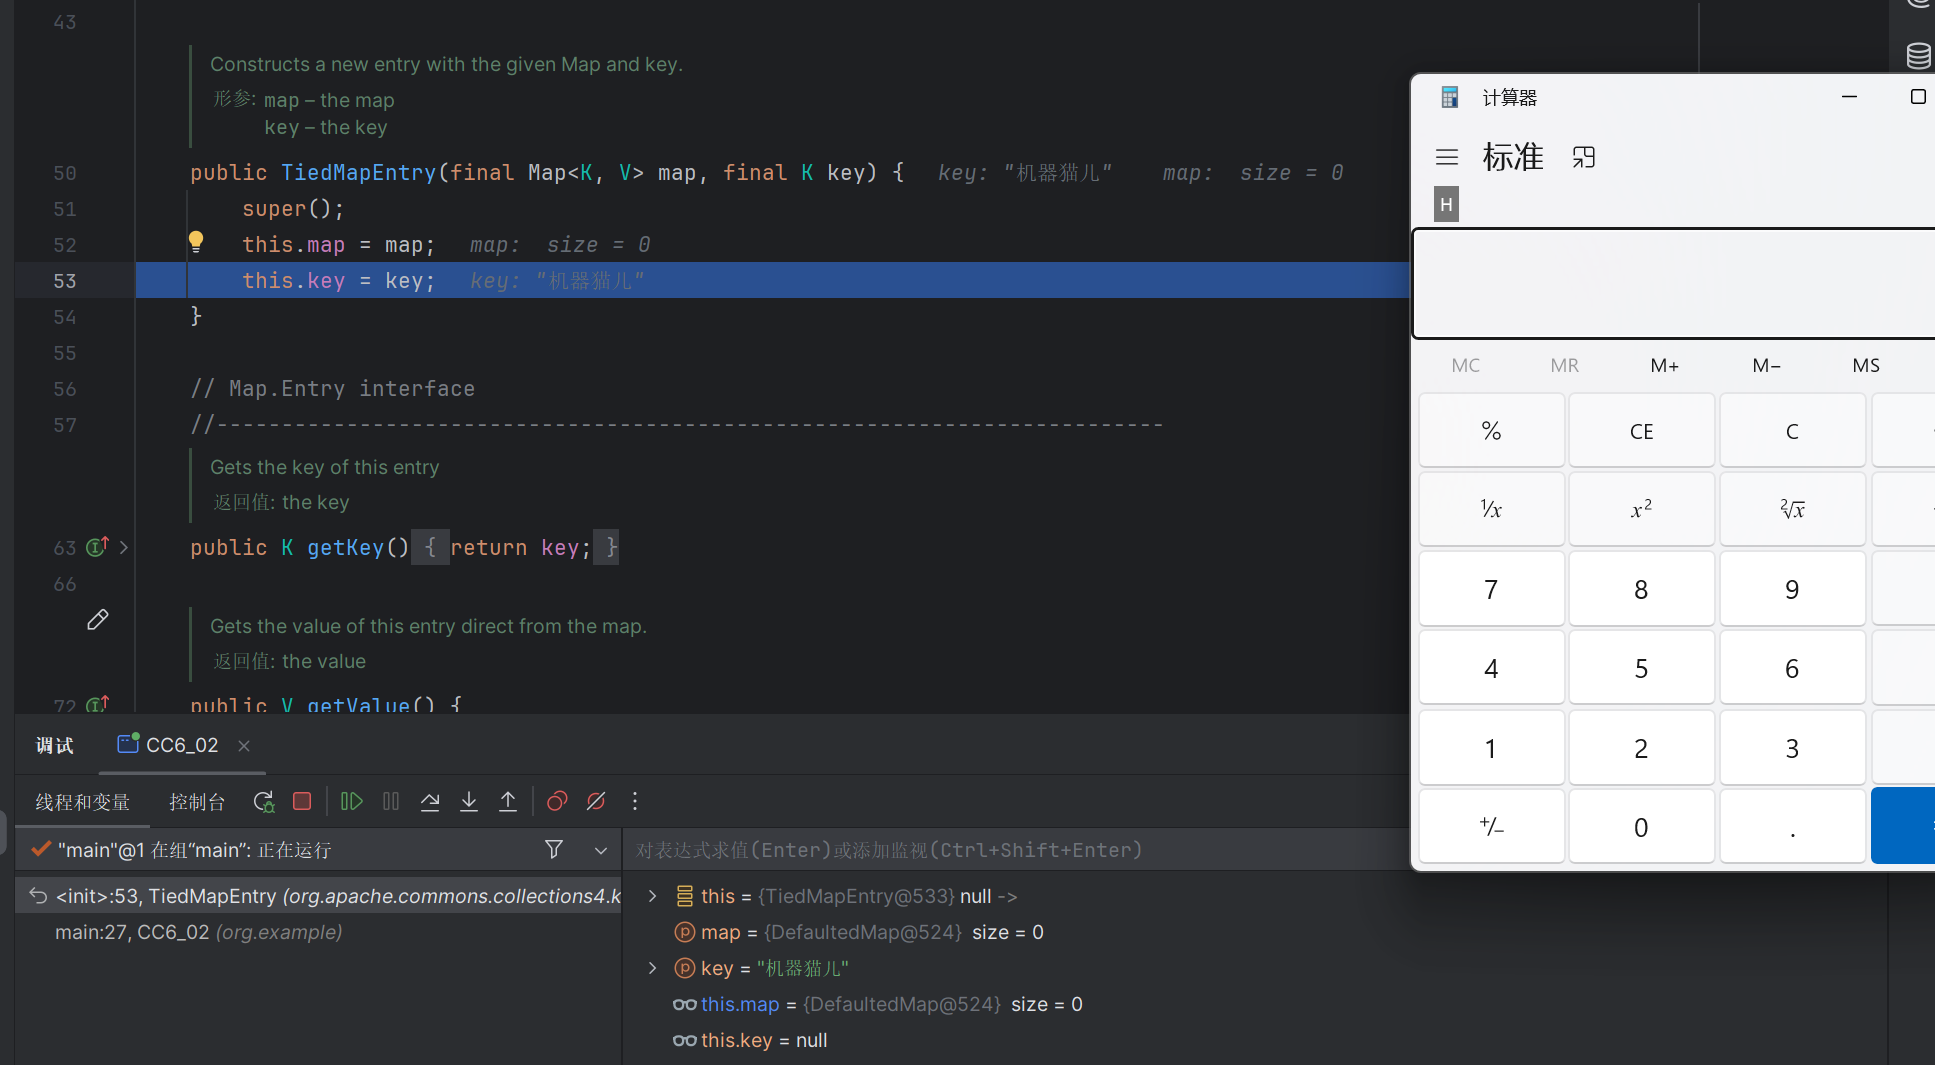 43
Constructs a new entry with the given Map and key.
形参: map – the map
key – the key
50 public TiedMapEntry(final Map<K, V> map, final K key) { key: "机器猫儿" map: size = 0
51 super();
52 this.map = map; map: size = 0
53 this.key = key; key: "机器猫儿"
54 }
55
56 // Map.Entry interface
57 //-------------------------------------------------------------------------
Gets the key of this entry
返回值: the key
63 public K getKey() { return key; }
66
Gets the value of this entry direct from the map.
返回值: the value
72 public V getValue() {
调试 CC6_02
线程和变量 控制台
"main"@1 在组“main”: 正在运行
<init>:53, TiedMapEntry (org.apache.commons.collections4.k
main:27, CC6_02 (org.example)
对表达式求值(Enter)或添加监视(Ctrl+Shift+Enter)
this = {TiedMapEntry@533} null ->
map = {DefaultedMap@524} size = 0
key = "机器猫儿"
this.map = {DefaultedMap@524} size = 0
this.key = null
计算器
标准
H
MC MR M+ M− MS
% CE C
1/x x² ²√x
7 8 9
4 5 6
1 2 3
+/− 0 .